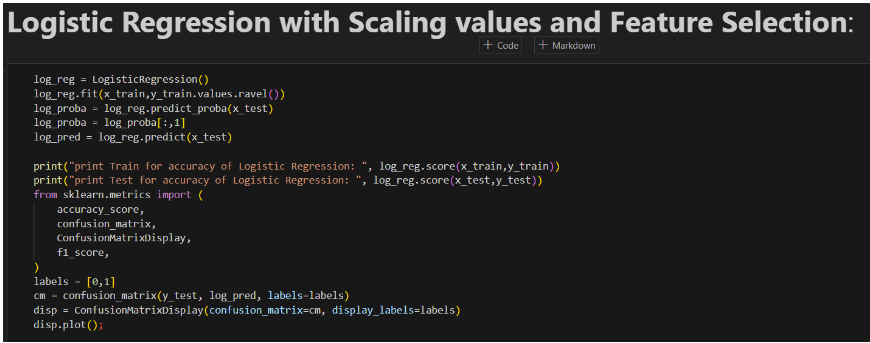 Logistic Regression with Scaling values and Feature Selection:
+ Code + Markdown
log_reg = LogisticRegression()
log_reg.fit(x_train,y_train.values.ravel())
log_proba = log_reg.predict_proba(x_test)
log_proba = log_proba[:,1]
log_pred = log_reg.predict(x_test)
print("print Train for accuracy of Logistic Regression: ", log_reg.score(x_train,y_train))
print("print Test for accuracy of Logistic Regression: ", log_reg.score(x_test,y_test))
from sklearn.metrics import (
    accuracy_score,
    confusion_matrix,
    ConfusionMatrixDisplay,
    f1_score,
)
labels = [0,1]
cm = confusion_matrix(y_test, log_pred, labels=labels)
disp = ConfusionMatrixDisplay(confusion_matrix=cm, display_labels=labels)
disp.plot();